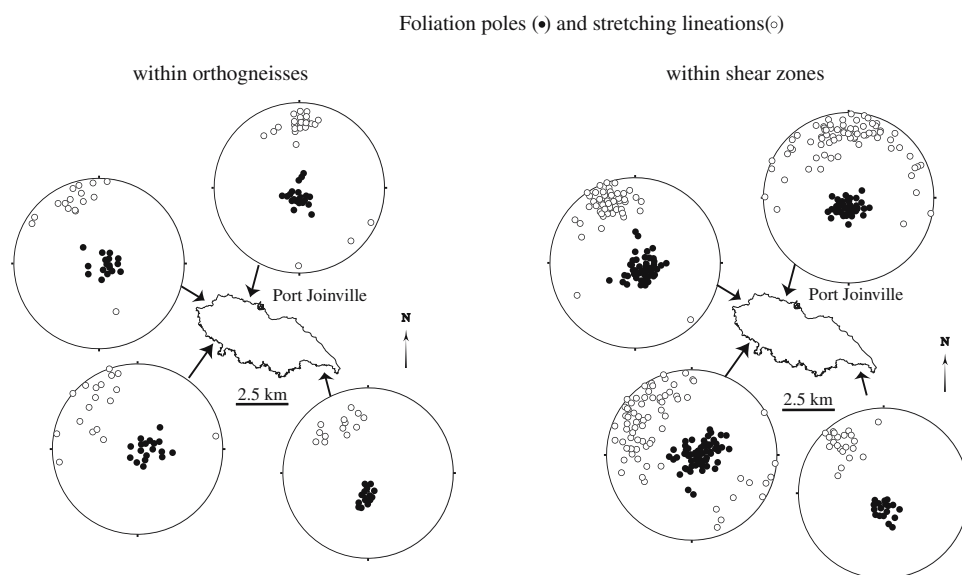 Foliation poles (●) and stretching lineations(○)
within orthogneisses
within shear zones
Port Joinville
N
2.5 km
Port Joinville
N
2.5 km